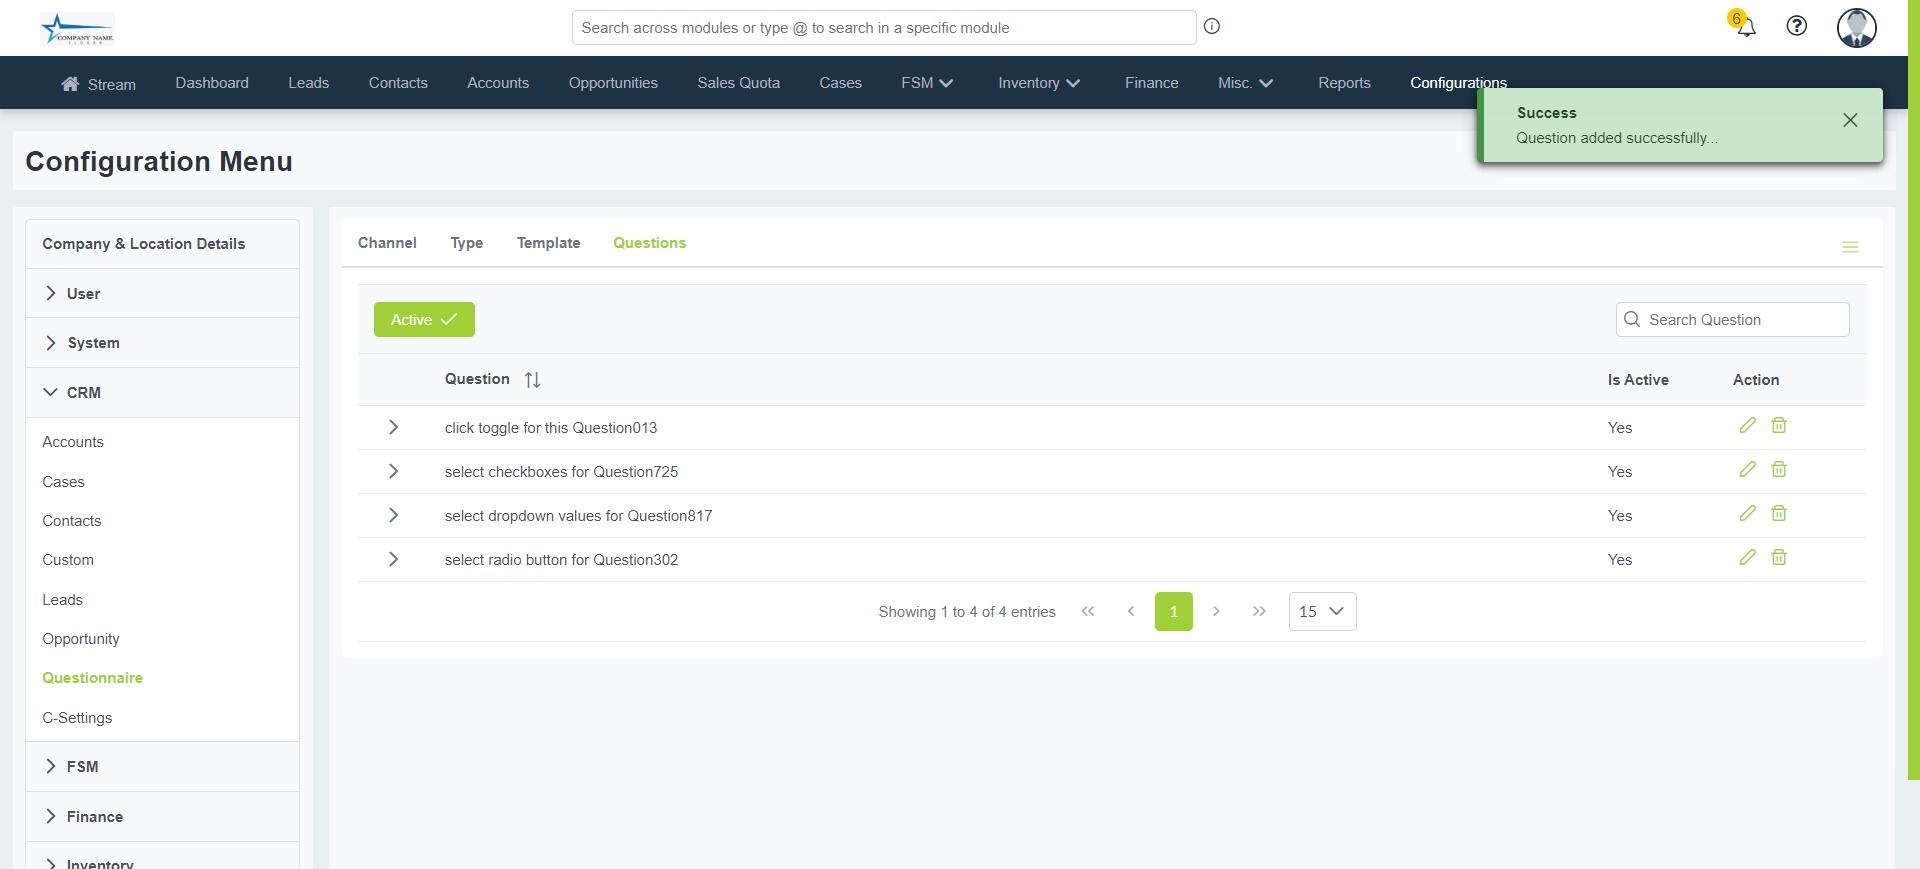 COMPANY NAME
Search across modules or type @ to search in a specific module
6
Stream
Dashboard
Leads
Contacts
Accounts
Opportunities
Sales Quota
Cases
FSM
Inventory
Finance
Misc.
Reports
Configurations
Success
Question added successfully...
Configuration Menu
Company & Location Details
User
System
CRM
Accounts
Cases
Contacts
Custom
Leads
Opportunity
Questionnaire
C-Settings
FSM
Finance
Inventory
Channel
Type
Template
Questions
Active
Search Question
Question
Is Active
Action
click toggle for this Question013
Yes
select checkboxes for Question725
Yes
select dropdown values for Question817
Yes
select radio button for Question302
Yes
Showing 1 to 4 of 4 entries
1
15